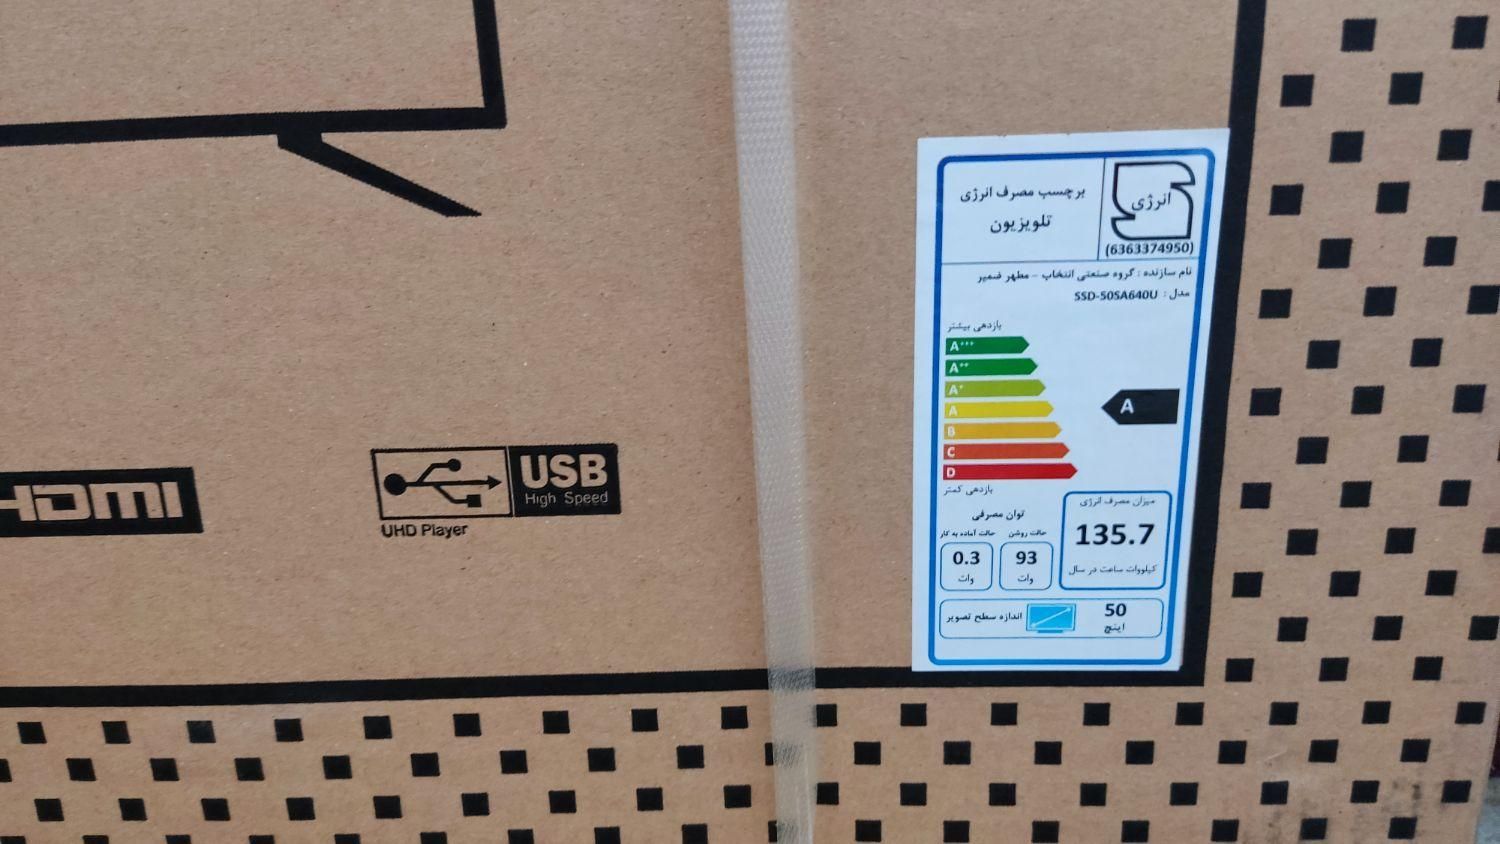 برچسب مصرف انرژی
تلویزیون
انرژی
(6363374950)
نام سازنده : گروه صنعتی انتخاب - مطهر ضمیر
مدل : SSD-50SA640U
بازدهی بیشتر
A+++
A++
A+
A
A
B
C
D
بازدهی کمتر
توان مصرفی
حالت روشن
93
وات
حالت آماده به کار
0.3
وات
میزان مصرف انرژی
135.7
کیلووات ساعت در سال
اندازه سطح تصویر
50
اینچ
HDMI
USB
High Speed
UHD Player